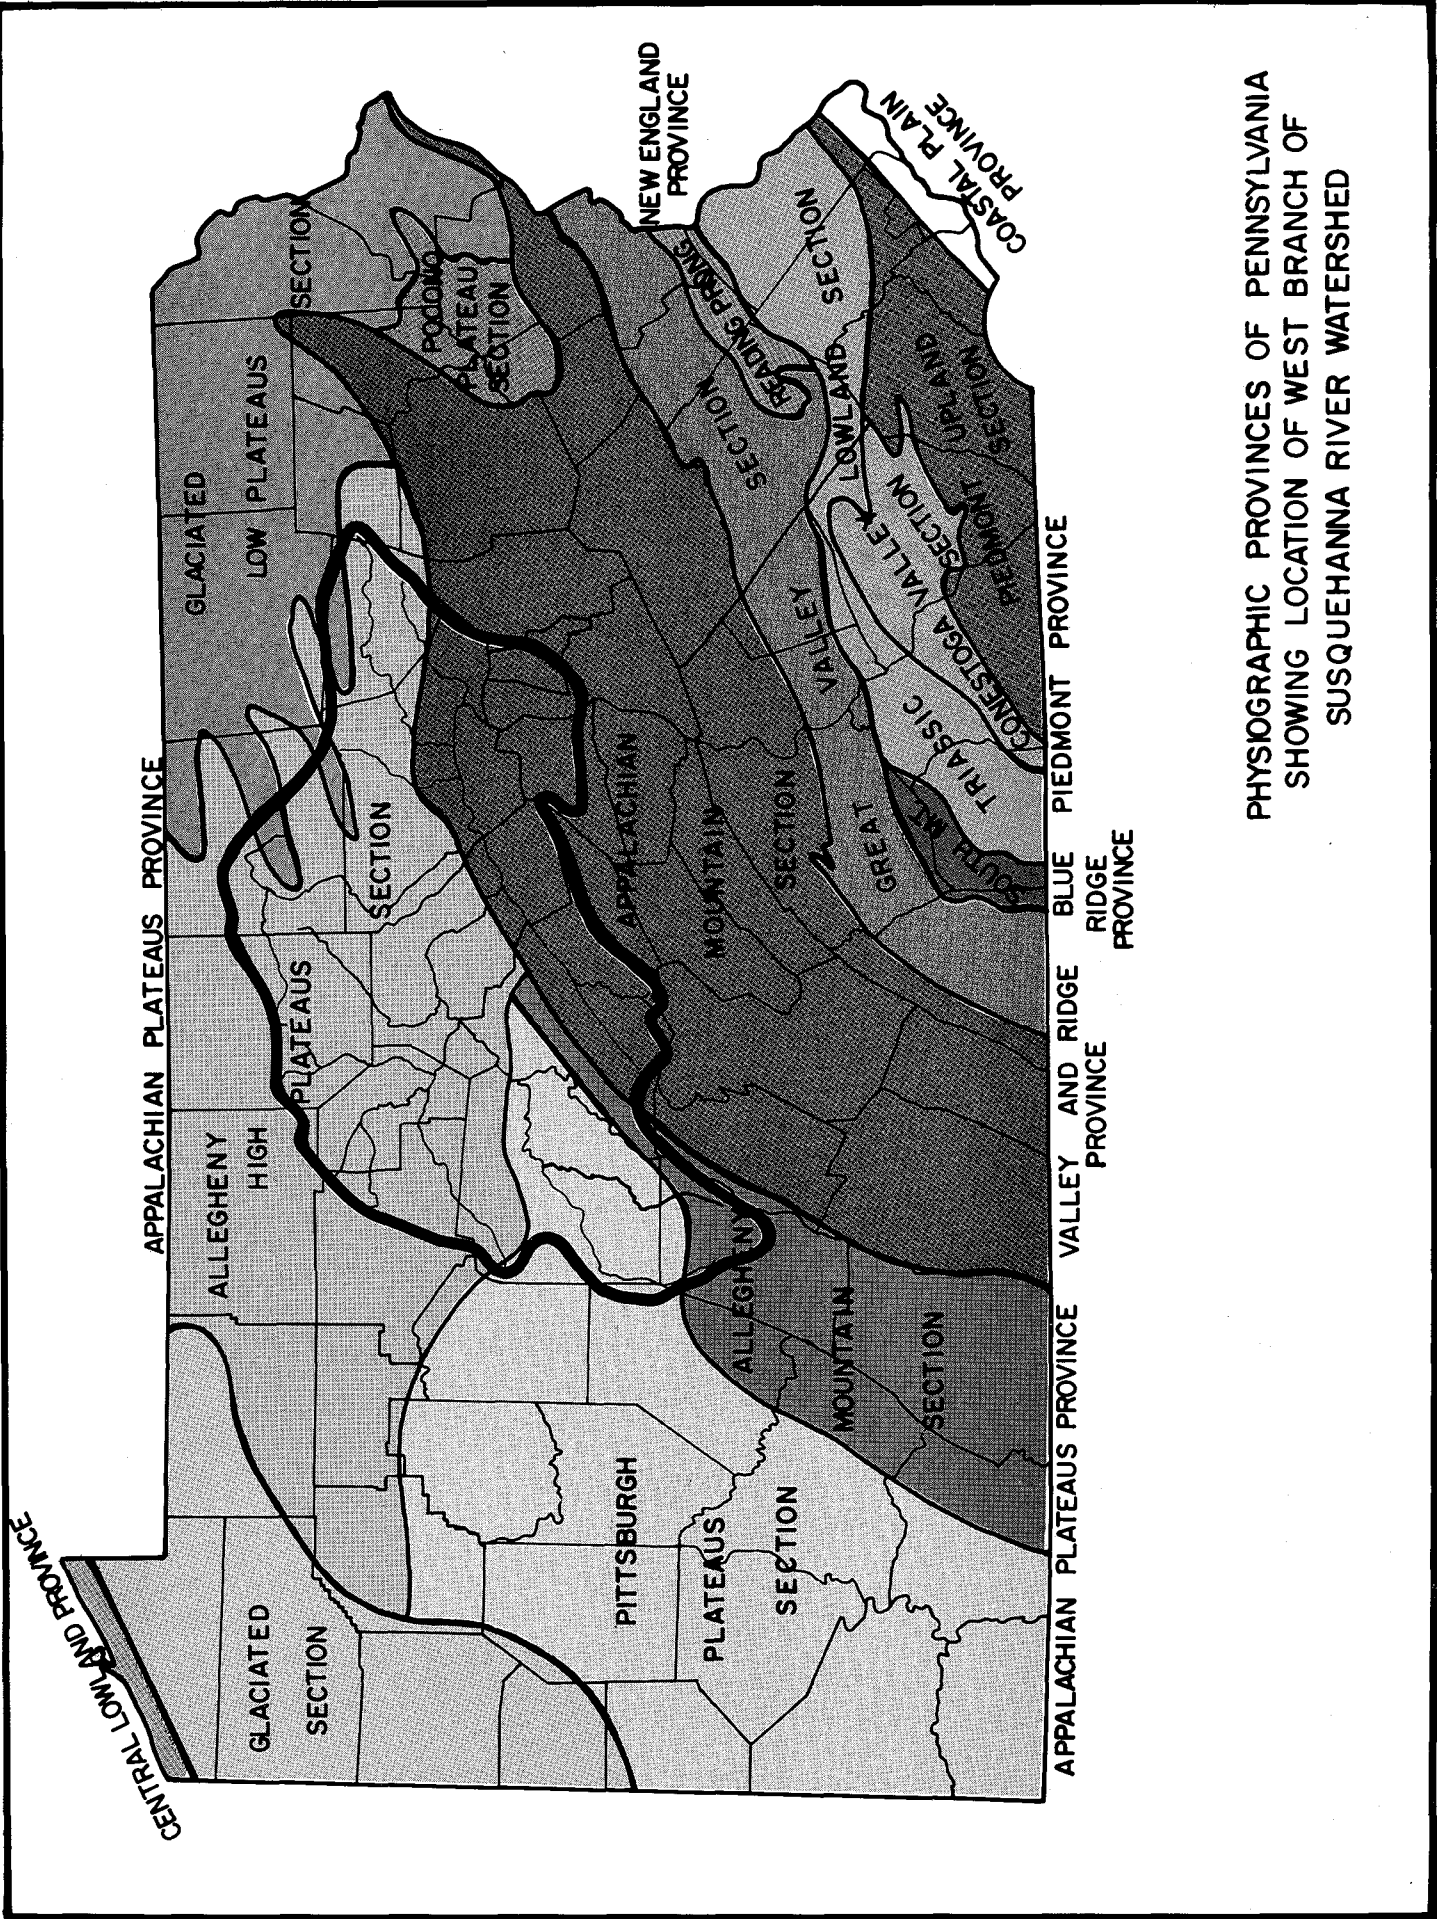 CENTRAL LOWLAND PROVINCE
APPALACHIAN PLATEAUS PROVINCE
GLACIATED
SECTION
ALLEGHENY
HIGH
PLATEAUS
SECTION
GLACIATED
LOW PLATEAUS
SECTION
POCONO
PLATEAU
SECTION
PITTSBURGH
PLATEAUS
SECTION
ALLEGHENY
MOUNTAIN
SECTION
APPALACHIAN
MOUNTAIN
SECTION
GREAT VALLEY SECTION
READING PRONG
SOUTH MT.
TRIASSIC LOWLAND SECTION
CONESTOGA VALLEY
SECTION
PIEDMONT UPLAND
SECTION
NEW ENGLAND
PROVINCE
COASTAL PLAIN
PROVINCE
APPALACHIAN PLATEAUS PROVINCE
VALLEY AND RIDGE
PROVINCE
BLUE
RIDGE
PROVINCE
PIEDMONT PROVINCE
PHYSIOGRAPHIC PROVINCES OF PENNSYLVANIA
SHOWING LOCATION OF WEST BRANCH OF
SUSQUEHANNA RIVER WATERSHED